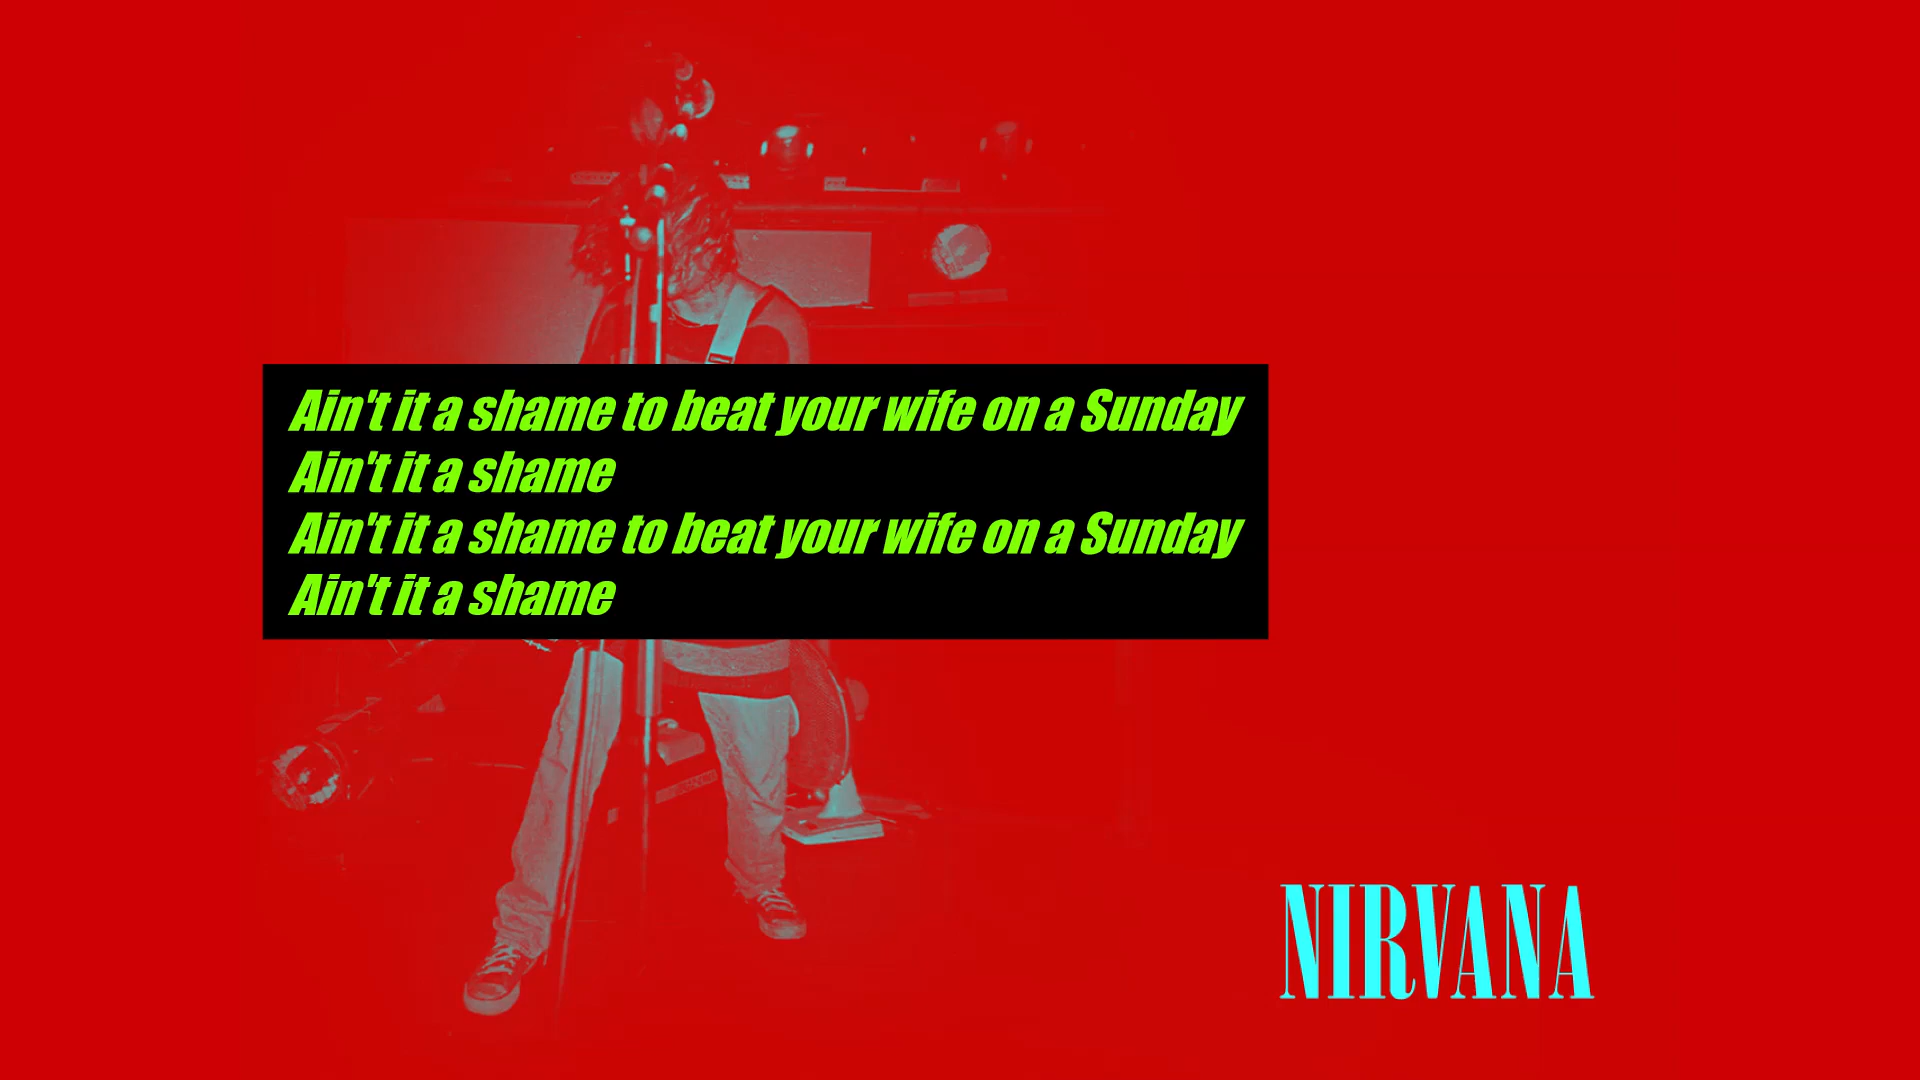 Ain't it a shame to beat your wife on a Sunday
Ain't it a shame
Ain't it a shame to beat your wife on a Sunday
Ain't it a shame
NIRVANA